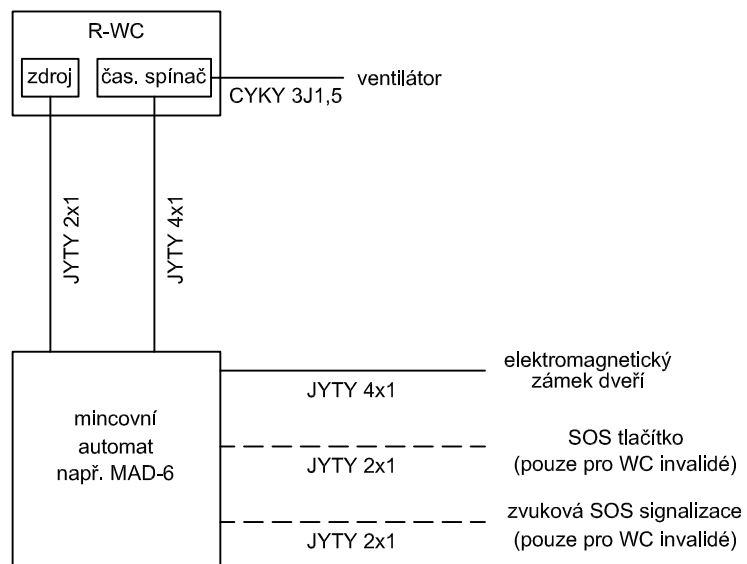 R-WC
zdroj
čas. spínač
CYKY 3J1,5
ventilátor
JYTY 2x1
JYTY 4x1
mincovní
automat
např. MAD-6
JYTY 4x1
elektromagnetický
zámek dveří
JYTY 2x1
SOS tlačítko
(pouze pro WC invalidé)
JYTY 2x1
zvuková SOS signalizace
(pouze pro WC invalidé)